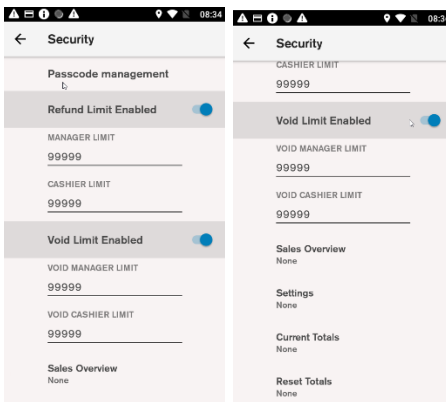 08:34
Security
Passcode management
Refund Limit Enabled
MANAGER LIMIT
99999
CASHIER LIMIT
99999
Void Limit Enabled
VOID MANAGER LIMIT
99999
VOID CASHIER LIMIT
99999
Sales Overview
None
Security
CASHIER LIMIT
99999
Void Limit Enabled
VOID MANAGER LIMIT
99999
VOID CASHIER LIMIT
99999
Sales Overview
None
Settings
None
Current Totals
None
Reset Totals
None